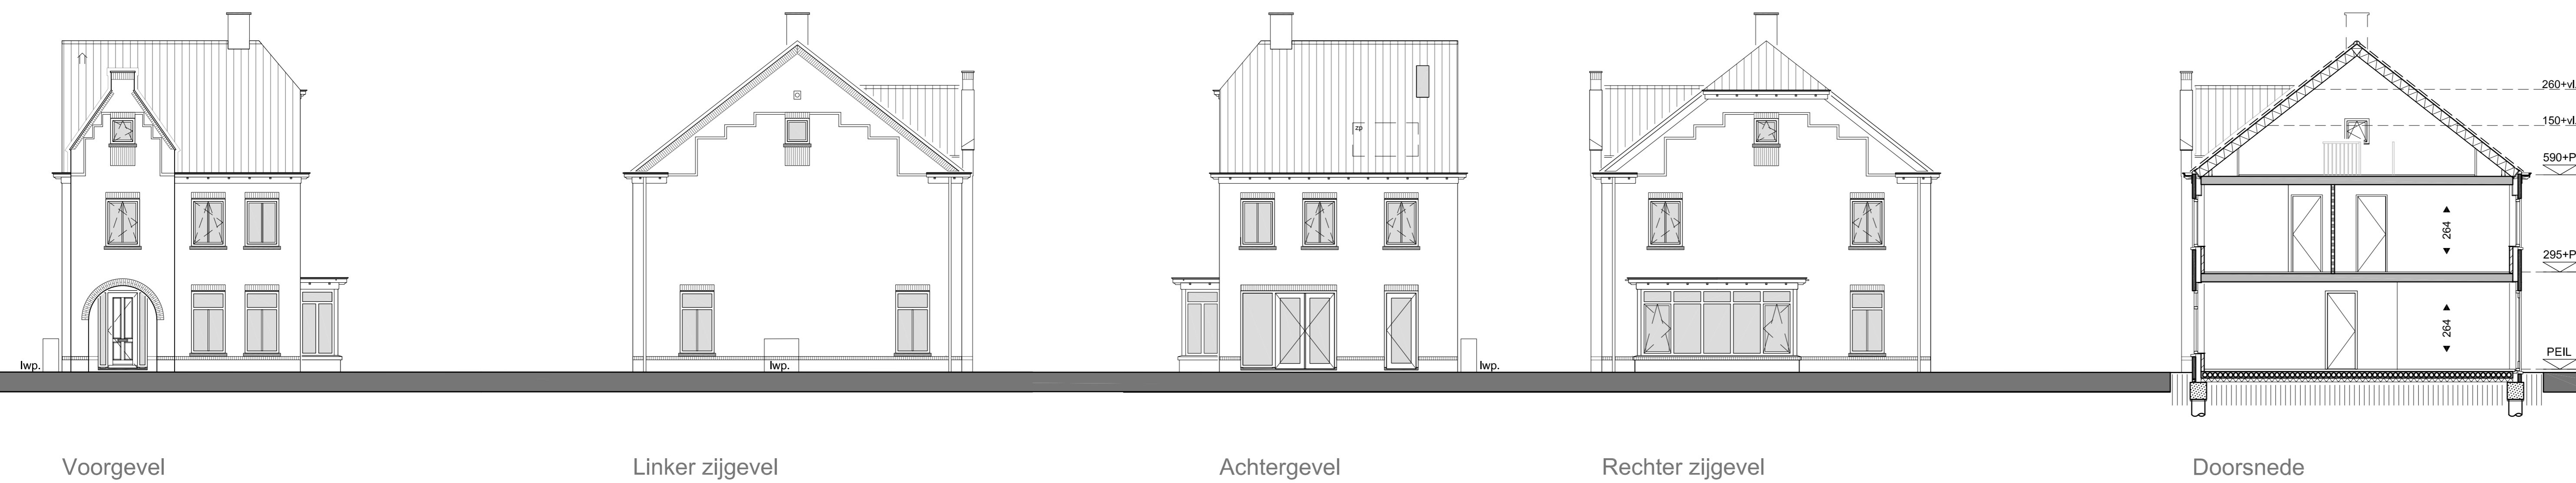 lwp.
Voorgevel
lwp.
Linker zijgevel
zp
lwp.
Achtergevel
Rechter zijgevel
260+vl.
150+vl.
590+P
264
295+P
264
PEIL
Doorsnede